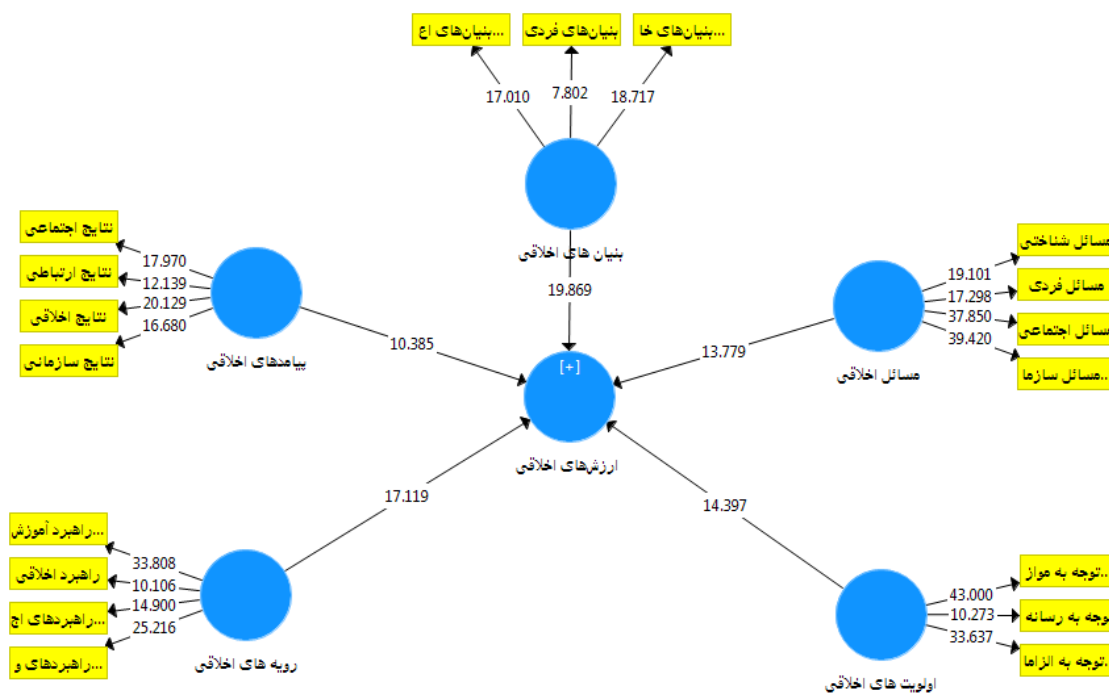 بنیان‌های اع...
بنیان‌های فردی
بنیان‌های خا...
17.010
7.802
18.717
بنیان های اخلاقی
19.869
نتایج اجتماعی
نتایج ارتباطی
نتایج اخلاقی
نتایج سازمانی
17.970
12.139
20.129
16.680
پیامدهای اخلاقی
10.385
مسائل شناختی
مسائل فردی
مسائل اجتماعی
مسائل سازما...
19.101
17.298
37.850
39.420
مسائل اخلاقی
13.779
[+]
ارزش‌های اخلاقی
17.119
14.397
راهبرد آموزش...
راهبرد اخلاقی
راهبردهای اج...
راهبردهای و...
33.808
10.106
14.900
25.216
رویه های اخلاقی
توجه به مواز...
توجه به رسانه
توجه به الزاما...
43.000
10.273
33.637
اولویت های اخلاقی